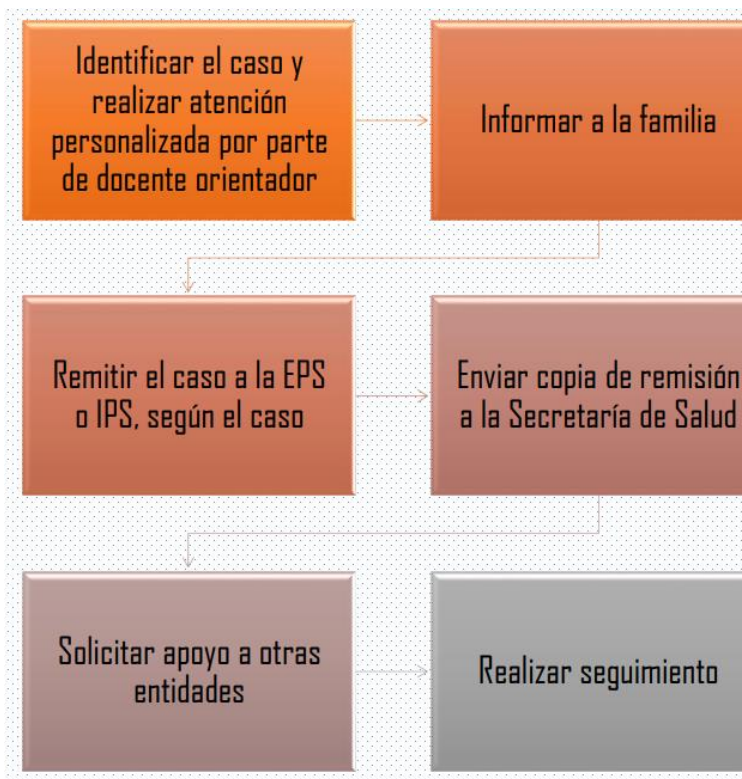 Identificar el caso y
realizar atención
personalizada por parte
de docente orientador
Informar a la familia
Remitir el caso a la EPS
o IPS, según el caso
Enviar copia de remisión
a la Secretaría de Salud
Solicitar apoyo a otras
entidades
Realizar seguimiento